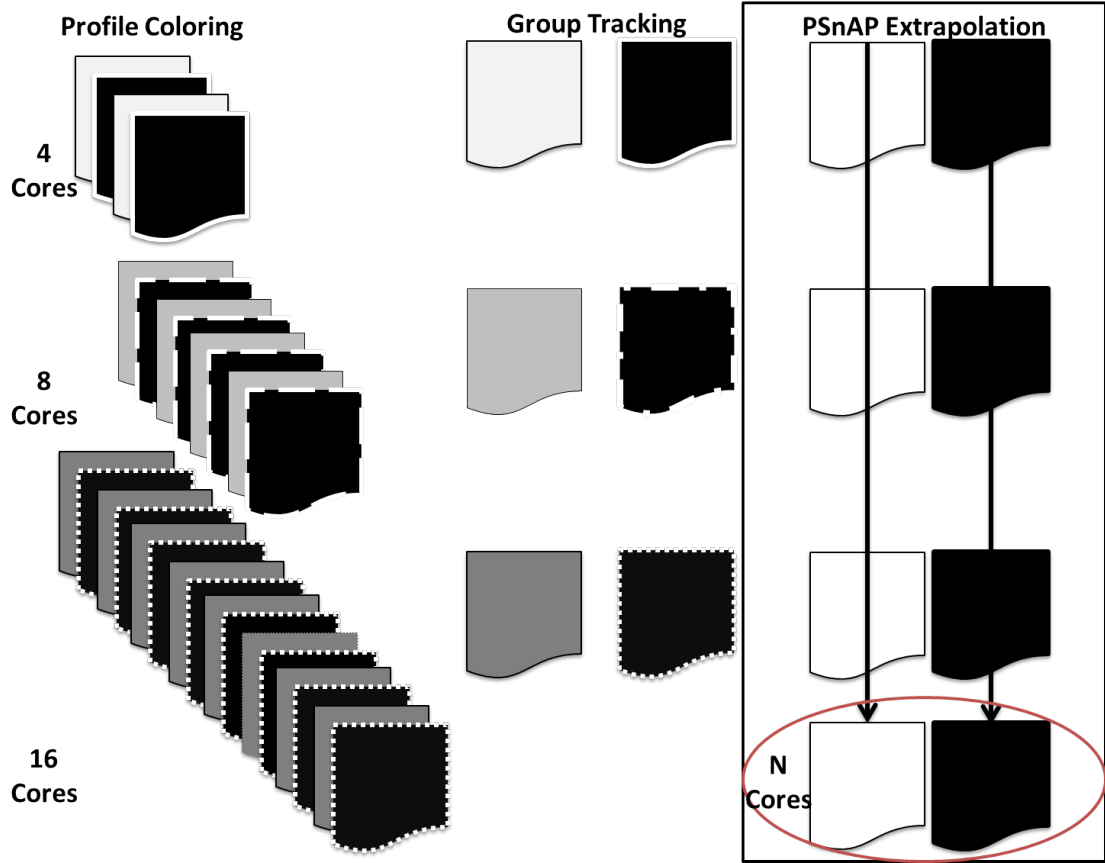 Profile Coloring
Group Tracking
PSnAP Extrapolation
4
Cores
8
Cores
16
Cores
N
Cores